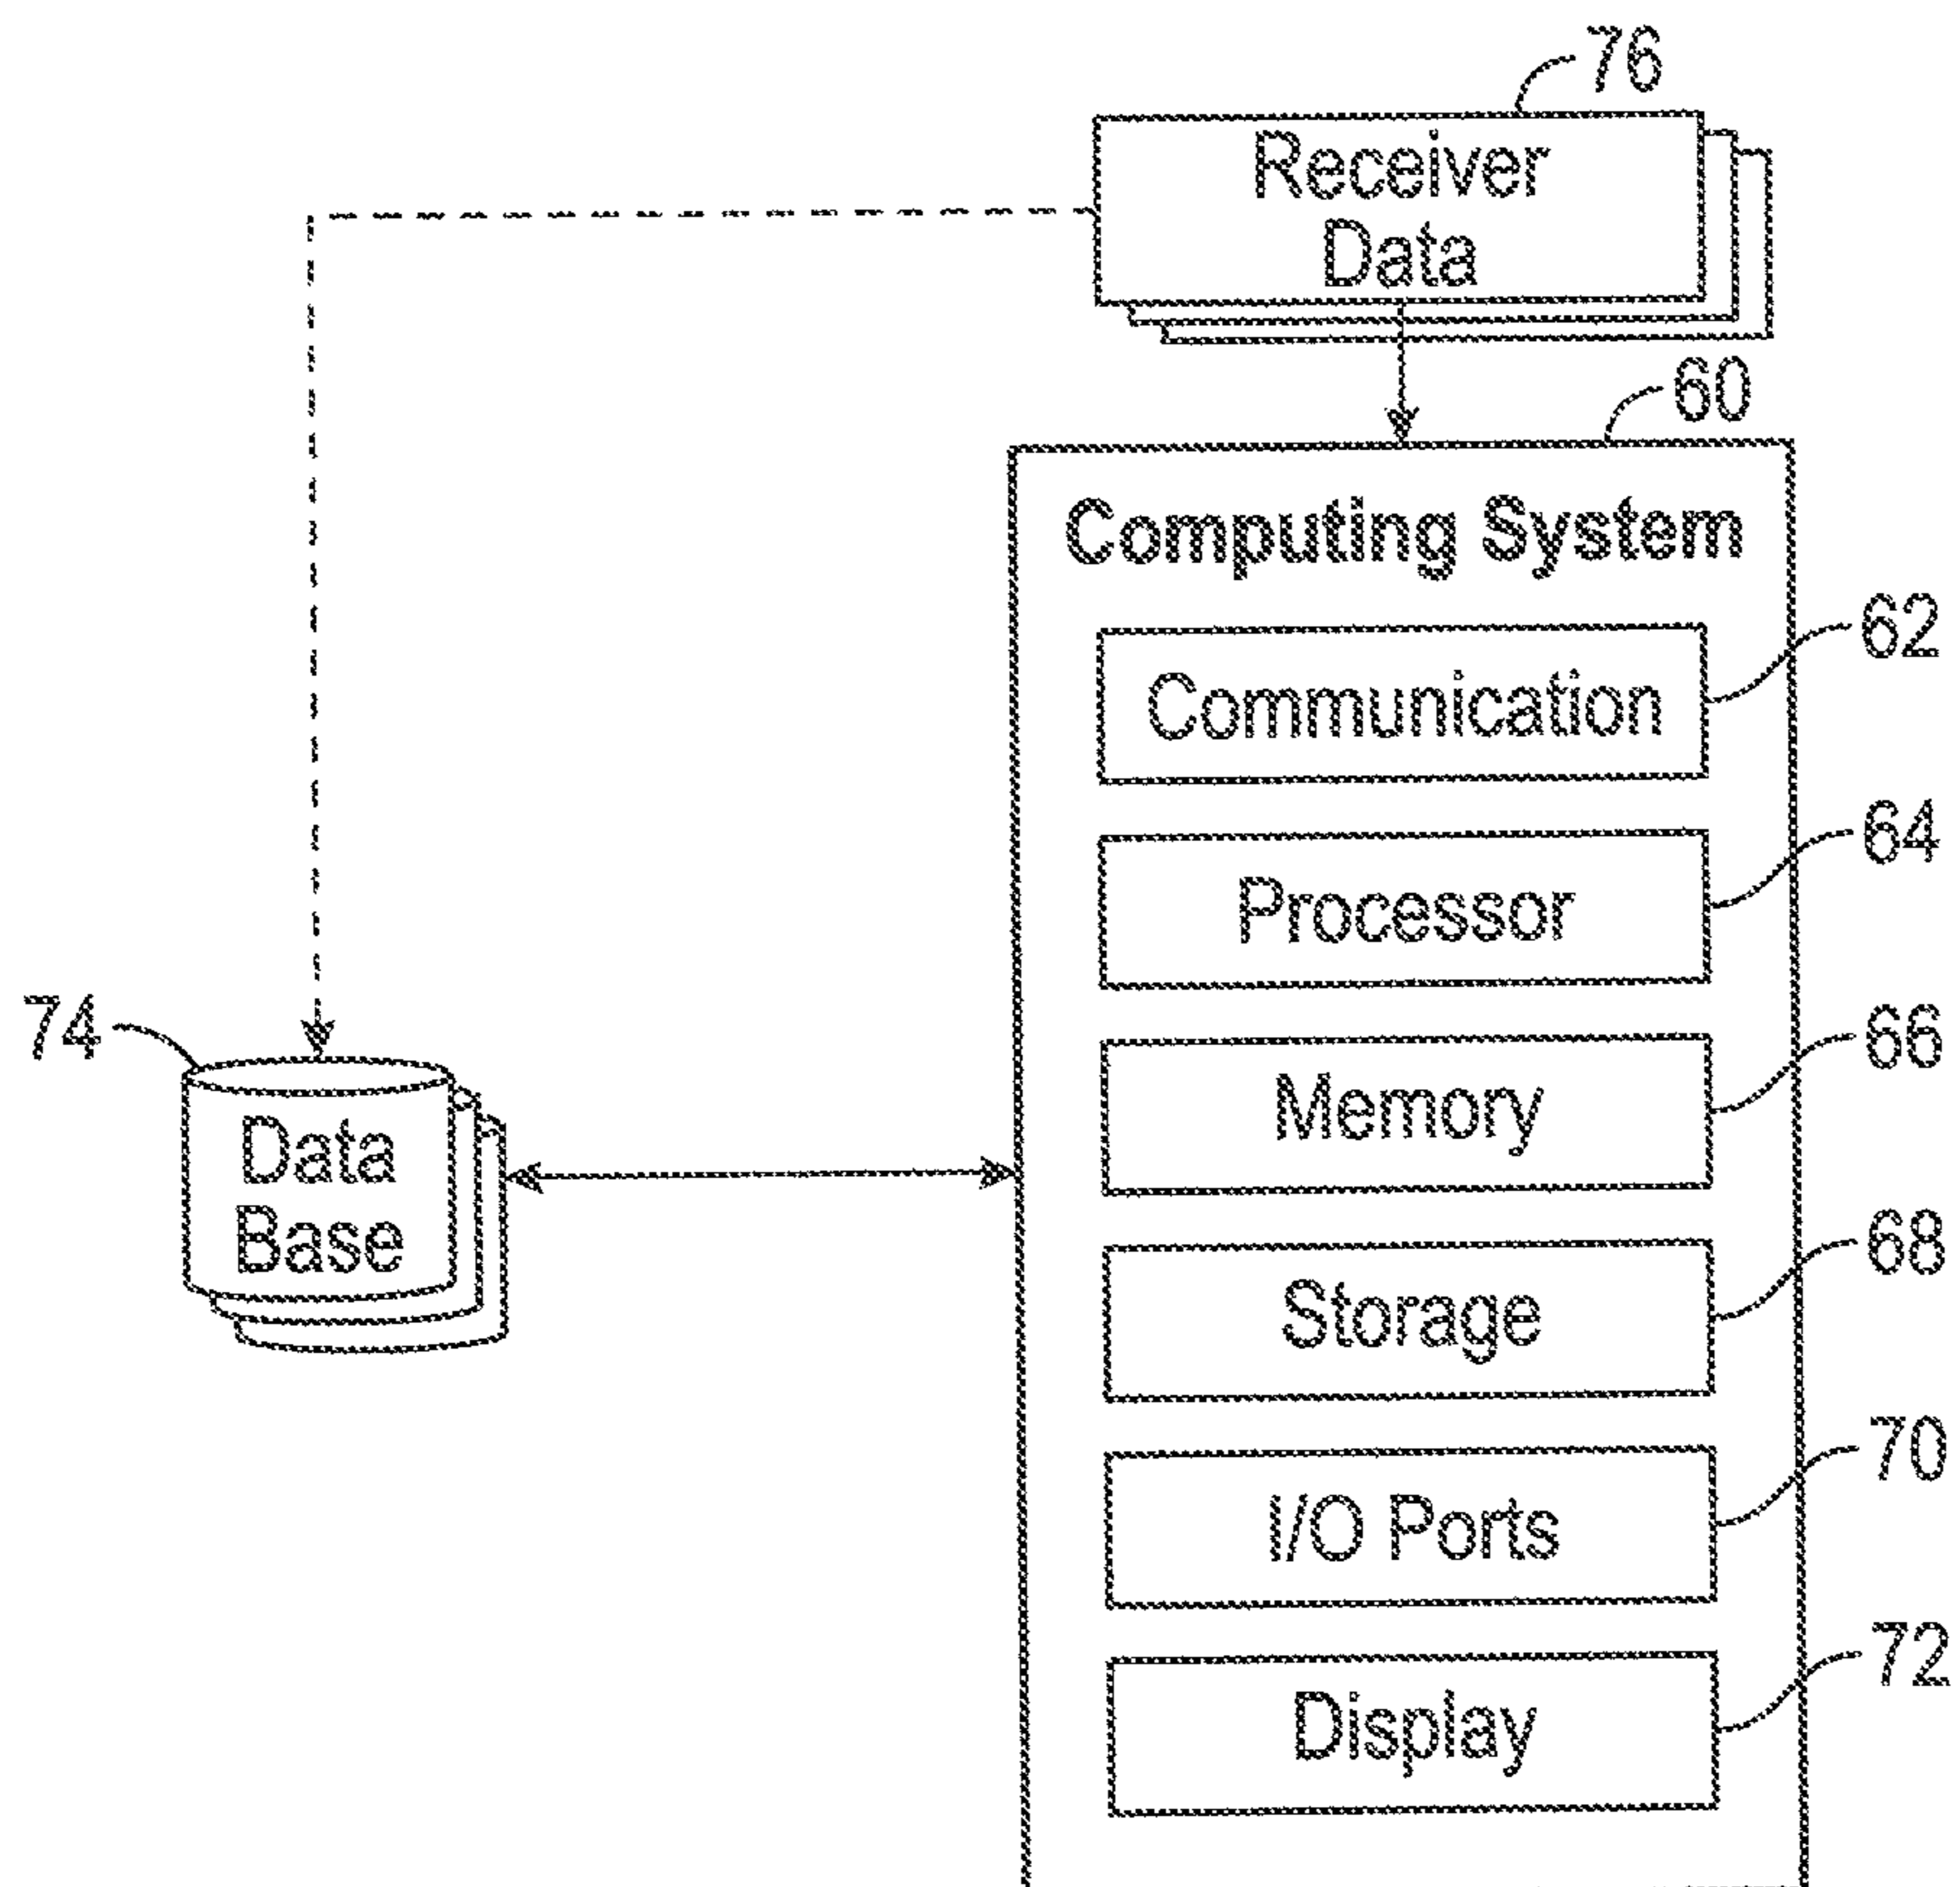 76
Receiver
Data
60
Computing System
62
Communication
64
Processor
74
66
Memory
Data
Base
68
Storage
70
I/O Ports
72
Display